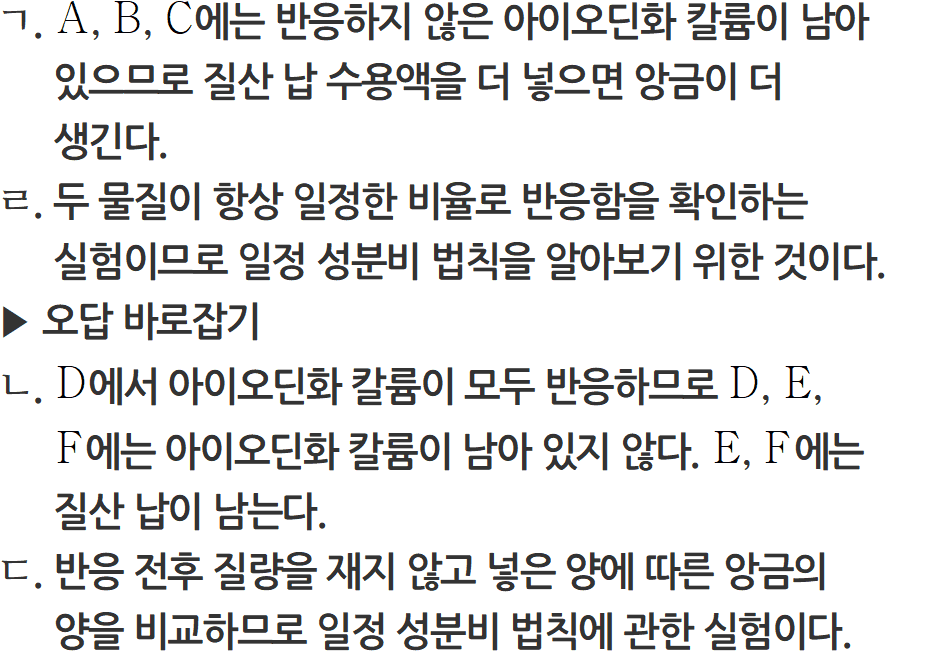 ㄱ. A, B, C에는 반응하지 않은 아이오딘화 칼륨이 남아
있으므로 질산 납 수용액을 더 넣으면 앙금이 더
생긴다.
ㄹ. 두 물질이 항상 일정한 비율로 반응함을 확인하는
실험이므로 일정 성분비 법칙을 알아보기 위한 것이다.
▶ 오답 바로잡기
ㄴ. D에서 아이오딘화 칼륨이 모두 반응하므로 D, E,
F에는 아이오딘화 칼륨이 남아 있지 않다. E, F에는
질산 납이 남는다.
ㄷ. 반응 전후 질량을 재지 않고 넣은 양에 따른 앙금의
양을 비교하므로 일정 성분비 법칙에 관한 실험이다.